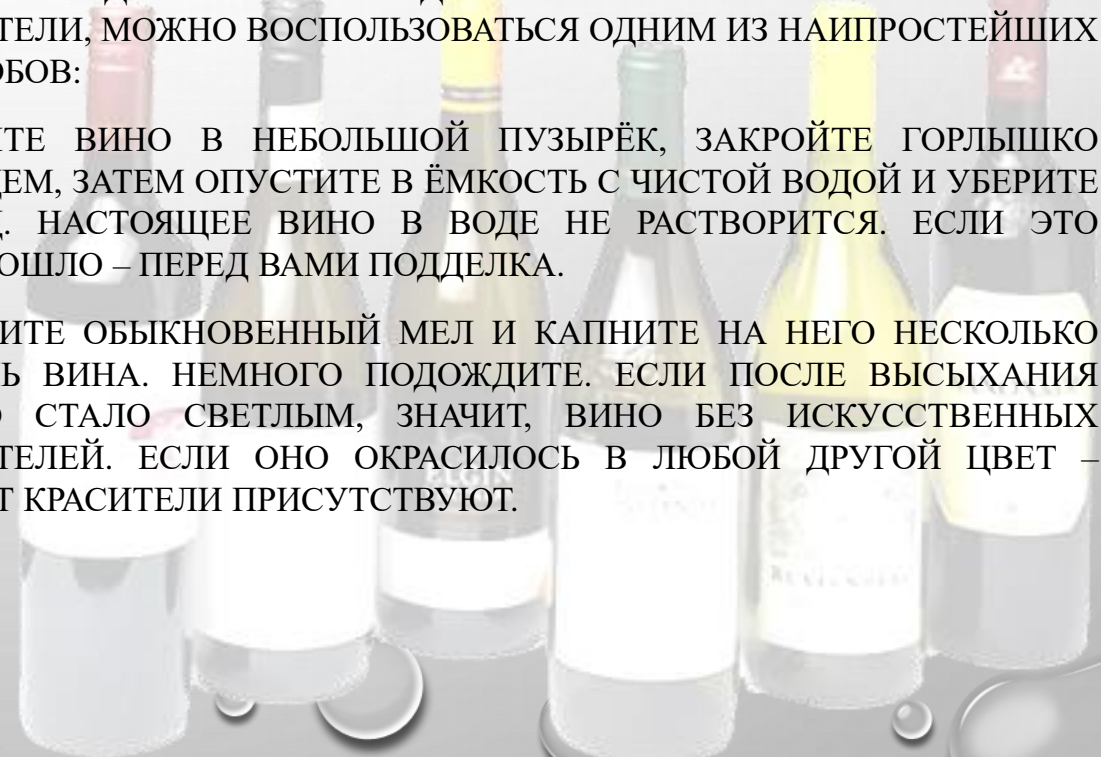 ТЕЛИ, МОЖНО ВОСПОЛЬЗОВАТЬСЯ ОДНИМ ИЗ НАИПРОСТЕЙШИХ
ОБОВ:
ТЕ ВИНО В НЕБОЛЬШОЙ ПУЗЫРЁК, ЗАКРОЙТЕ ГОРЛЫШКО
ЕМ, ЗАТЕМ ОПУСТИТЕ В ЁМКОСТЬ С ЧИСТОЙ ВОДОЙ И УБЕРИТЕ
Ц. НАСТОЯЩЕЕ ВИНО В ВОДЕ НЕ РАСТВОРИТСЯ. ЕСЛИ ЭТО
ОШЛО – ПЕРЕД ВАМИ ПОДДЕЛКА.
ИТЕ ОБЫКНОВЕННЫЙ МЕЛ И КАПНИТЕ НА НЕГО НЕСКОЛЬКО
Ь ВИНА. НЕМНОГО ПОДОЖДИТЕ. ЕСЛИ ПОСЛЕ ВЫСЫХАНИЯ
О СТАЛО СВЕТЛЫМ, ЗНАЧИТ, ВИНО БЕЗ ИСКУССТВЕННЫХ
ТЕЛЕЙ. ЕСЛИ ОНО ОКРАСИЛОСЬ В ЛЮБОЙ ДРУГОЙ ЦВЕТ –
Т КРАСИТЕЛИ ПРИСУТСТВУЮТ.
ELGIN